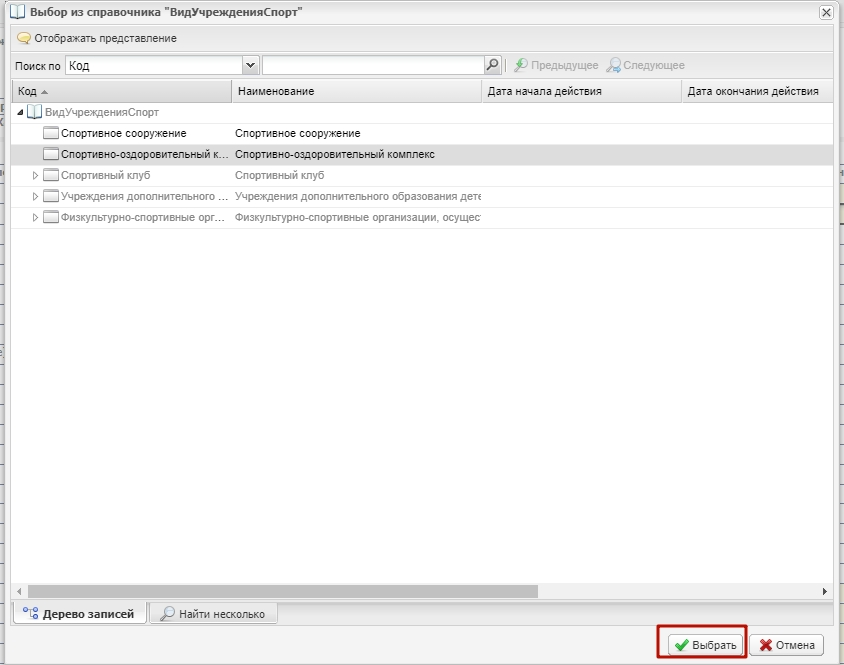 Выбор из справочника "ВидУчрежденияСпорт"
Отображать представление
Поиск по Код Предыдущее Следующее
Код Наименование Дата начала действия Дата окончания действия
ВидУчрежденияСпорт
Спортивное сооружение Спортивное сооружение
Спортивно-оздоровительный к... Спортивно-оздоровительный комплекс
Спортивный клуб Спортивный клуб
Учреждения дополнительного ... Учреждения дополнительного образования дете
Физкультурно-спортивные орг... Физкультурно-спортивные организации, осущес
Дерево записей Найти несколько
Выбрать Отмена